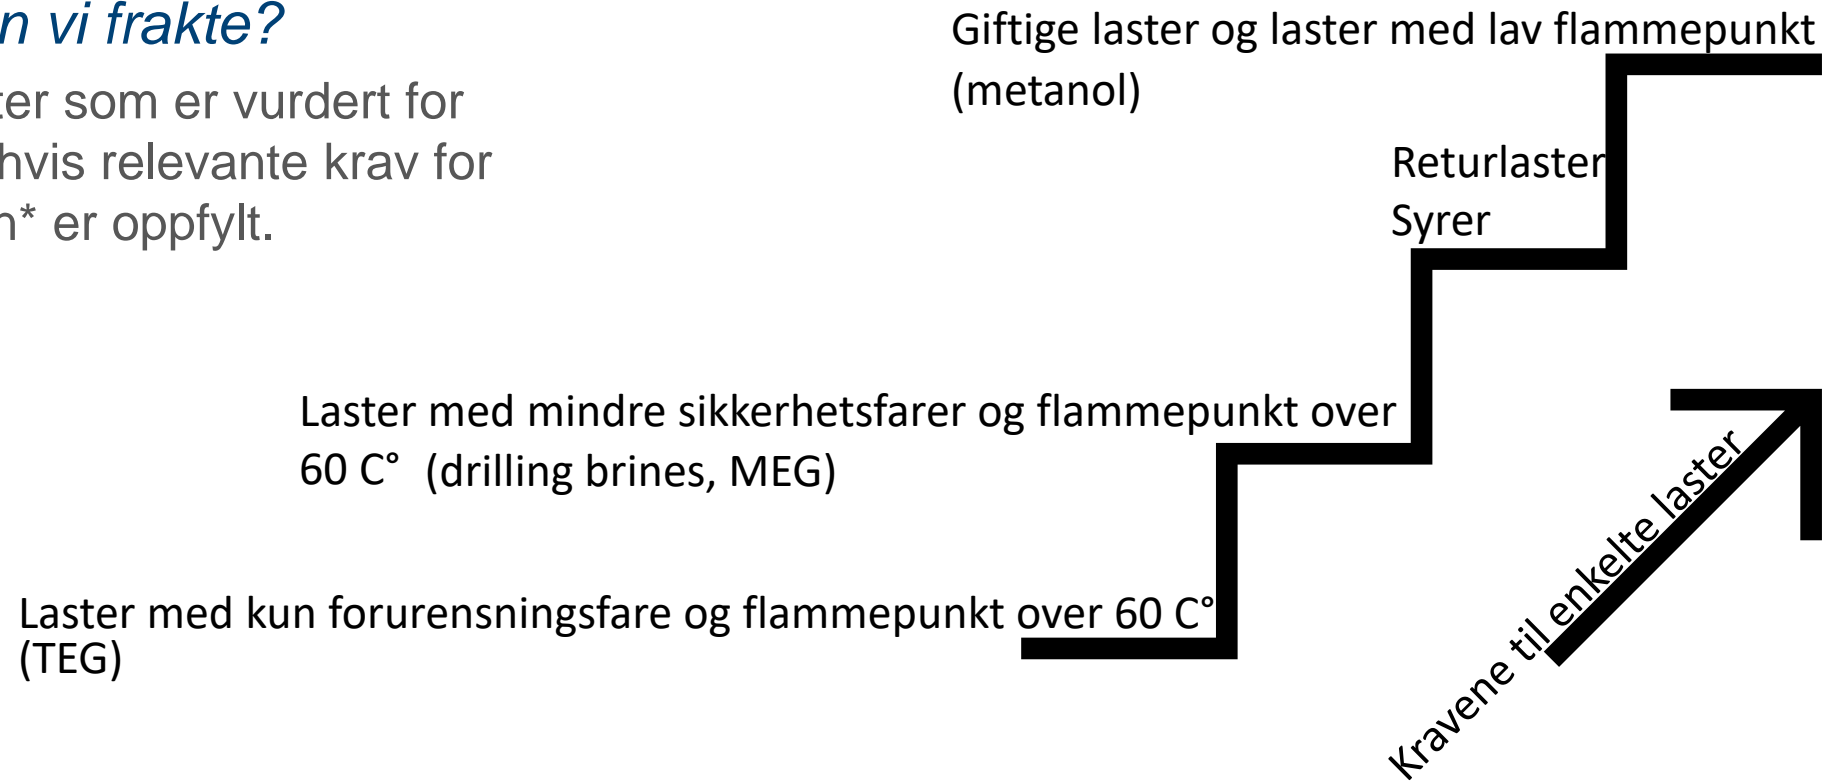 n vi frakte?
ter som er vurdert for
hvis relevante krav for
n* er oppfylt.
Giftige laster og laster med lav flammepunkt
(metanol)
Returlaster
Syrer
Laster med mindre sikkerhetsfarer og flammepunkt over
60 C° (drilling brines, MEG)
Laster med kun forurensningsfare og flammepunkt over 60 C°
(TEG)
Kravene til enkelte laster